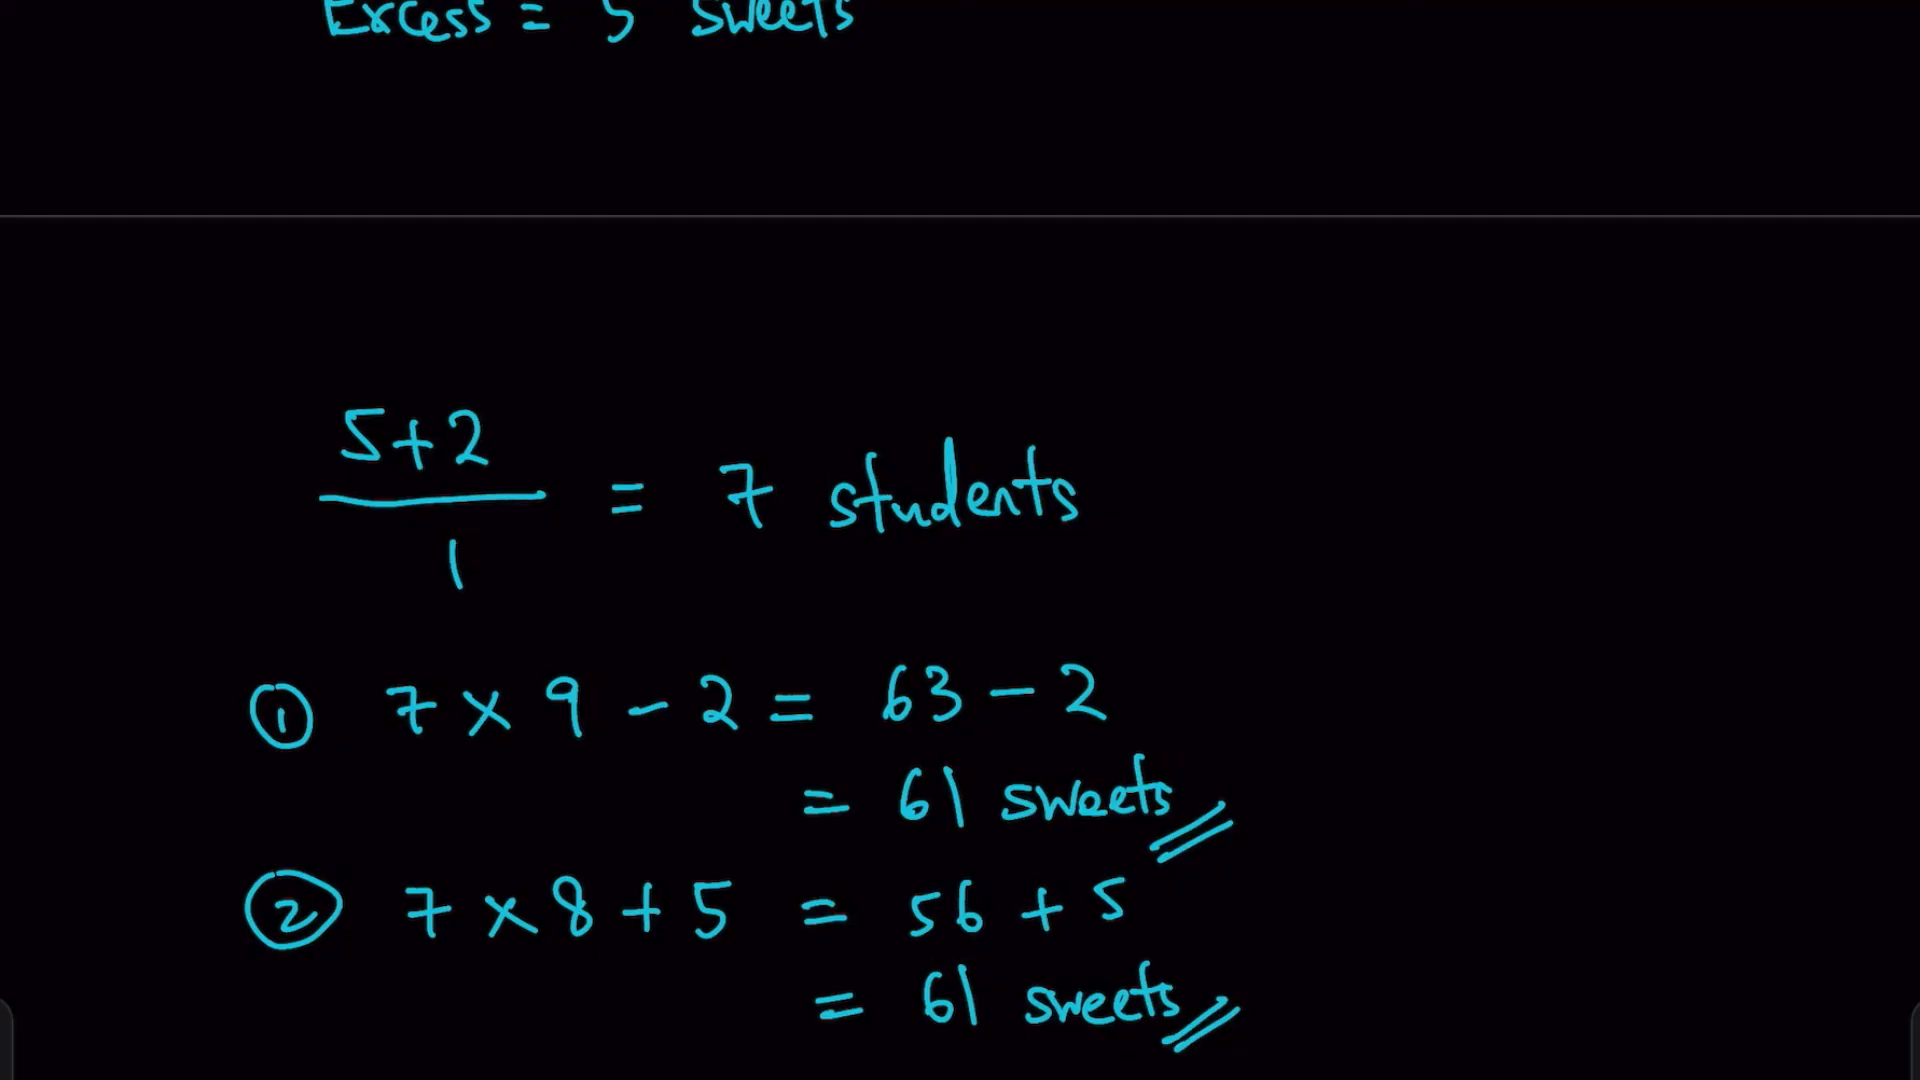 Excess = 5 sweets
5+2
1
= 7 students
① 7 × 9 - 2 = 63 - 2
= 61 sweets
② 7 × 8 + 5 = 56 + 5
= 61 sweets